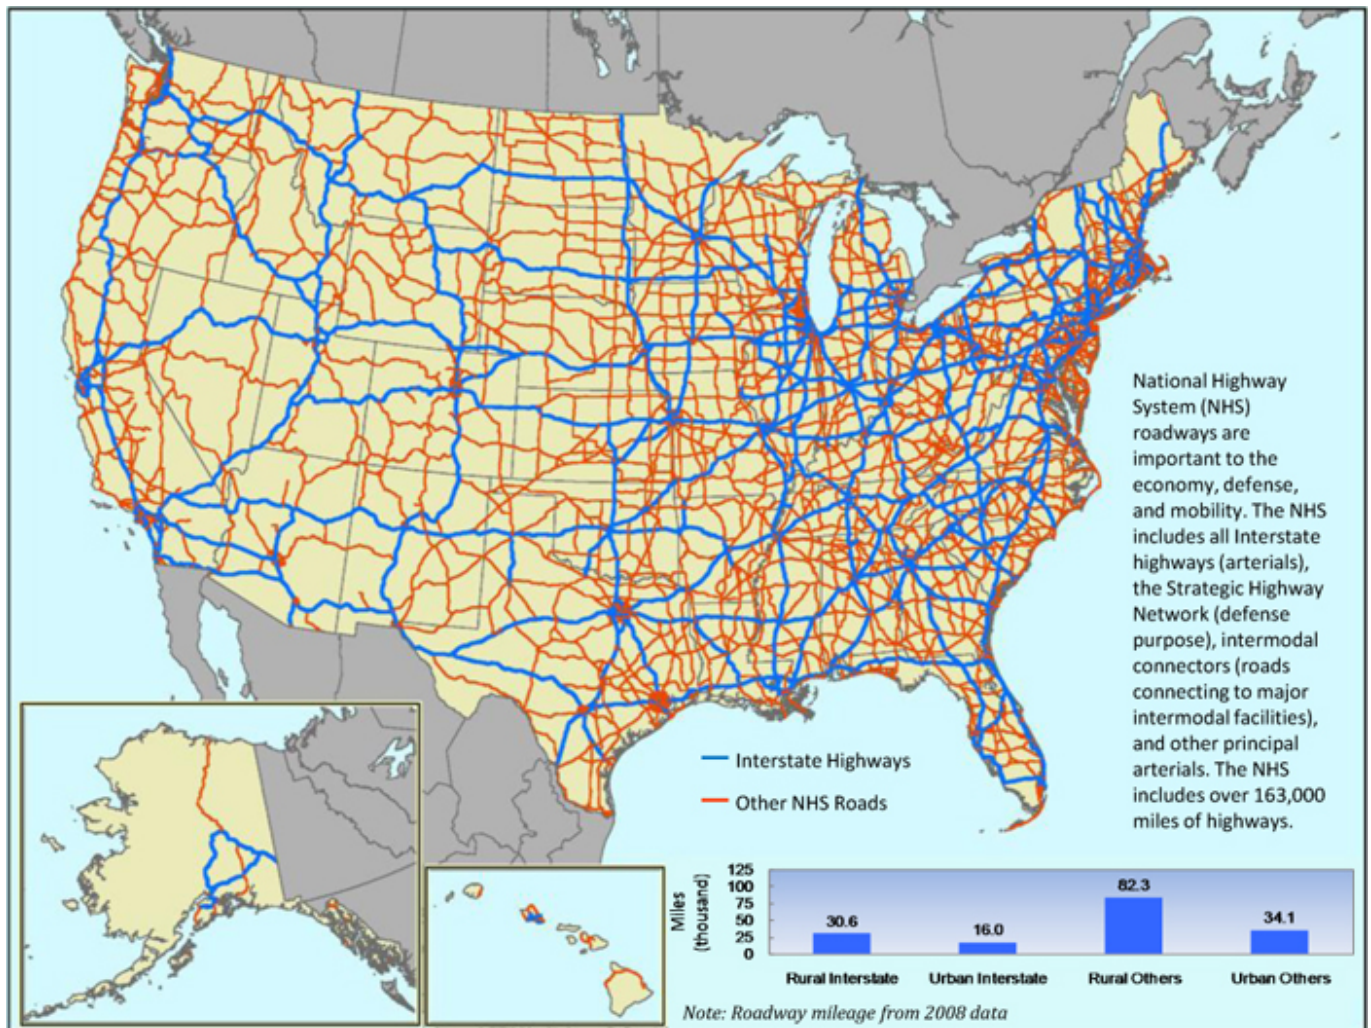 National Highway
System (NHS)
roadways are
important to the
economy, defense,
and mobility. The NHS
includes all Interstate
highways (arterials),
the Strategic Highway
Network (defense
purpose), intermodal
connectors (roads
connecting to major
intermodal facilities),
and other principal
arterials. The NHS
includes over 163,000
miles of highways.
Interstate Highways
Other NHS Roads
Miles
(thousand)
125
100
75
50
25
0
30.6
16.0
82.3
34.1
Rural Interstate
Urban Interstate
Rural Others
Urban Others
Note: Roadway mileage from 2008 data